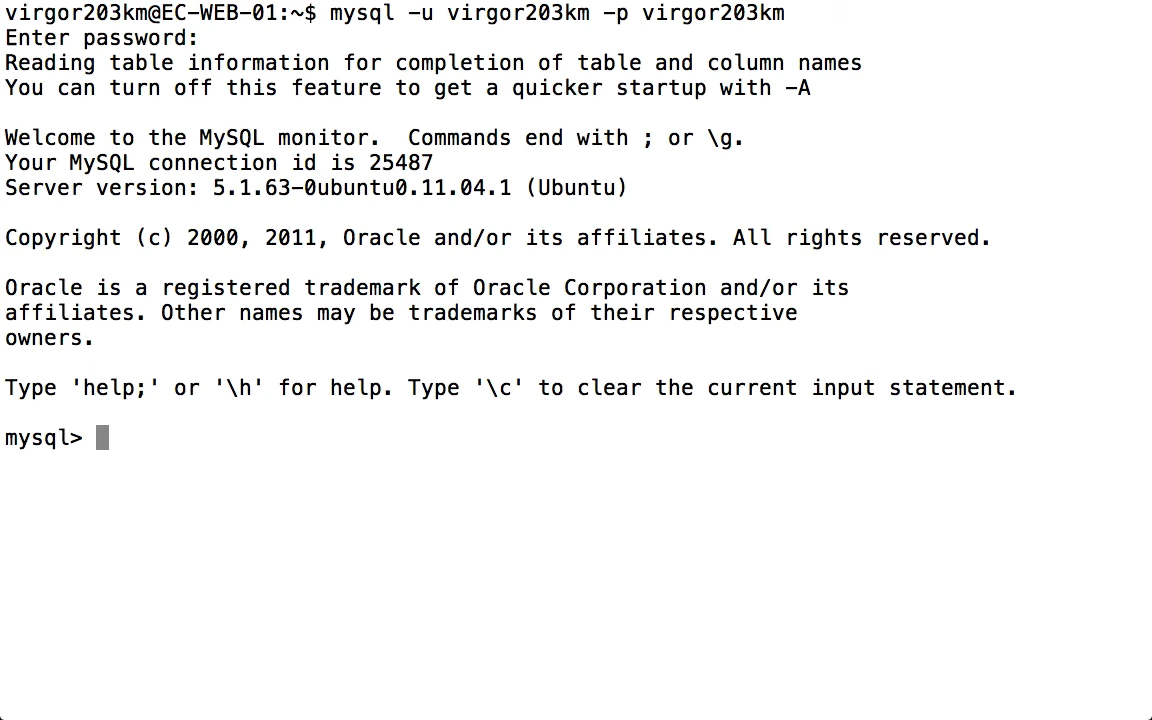 virgor203km@EC-WEB-01:~$ mysql -u virgor203km -p virgor203km
Enter password:
Reading table information for completion of table and column names
You can turn off this feature to get a quicker startup with -A
Welcome to the MySQL monitor.  Commands end with ; or \g.
Your MySQL connection id is 25487
Server version: 5.1.63-0ubuntu0.11.04.1 (Ubuntu)
Copyright (c) 2000, 2011, Oracle and/or its affiliates. All rights reserved.
Oracle is a registered trademark of Oracle Corporation and/or its
affiliates. Other names may be trademarks of their respective
owners.
Type 'help;' or '\h' for help. Type '\c' to clear the current input statement.
mysql>